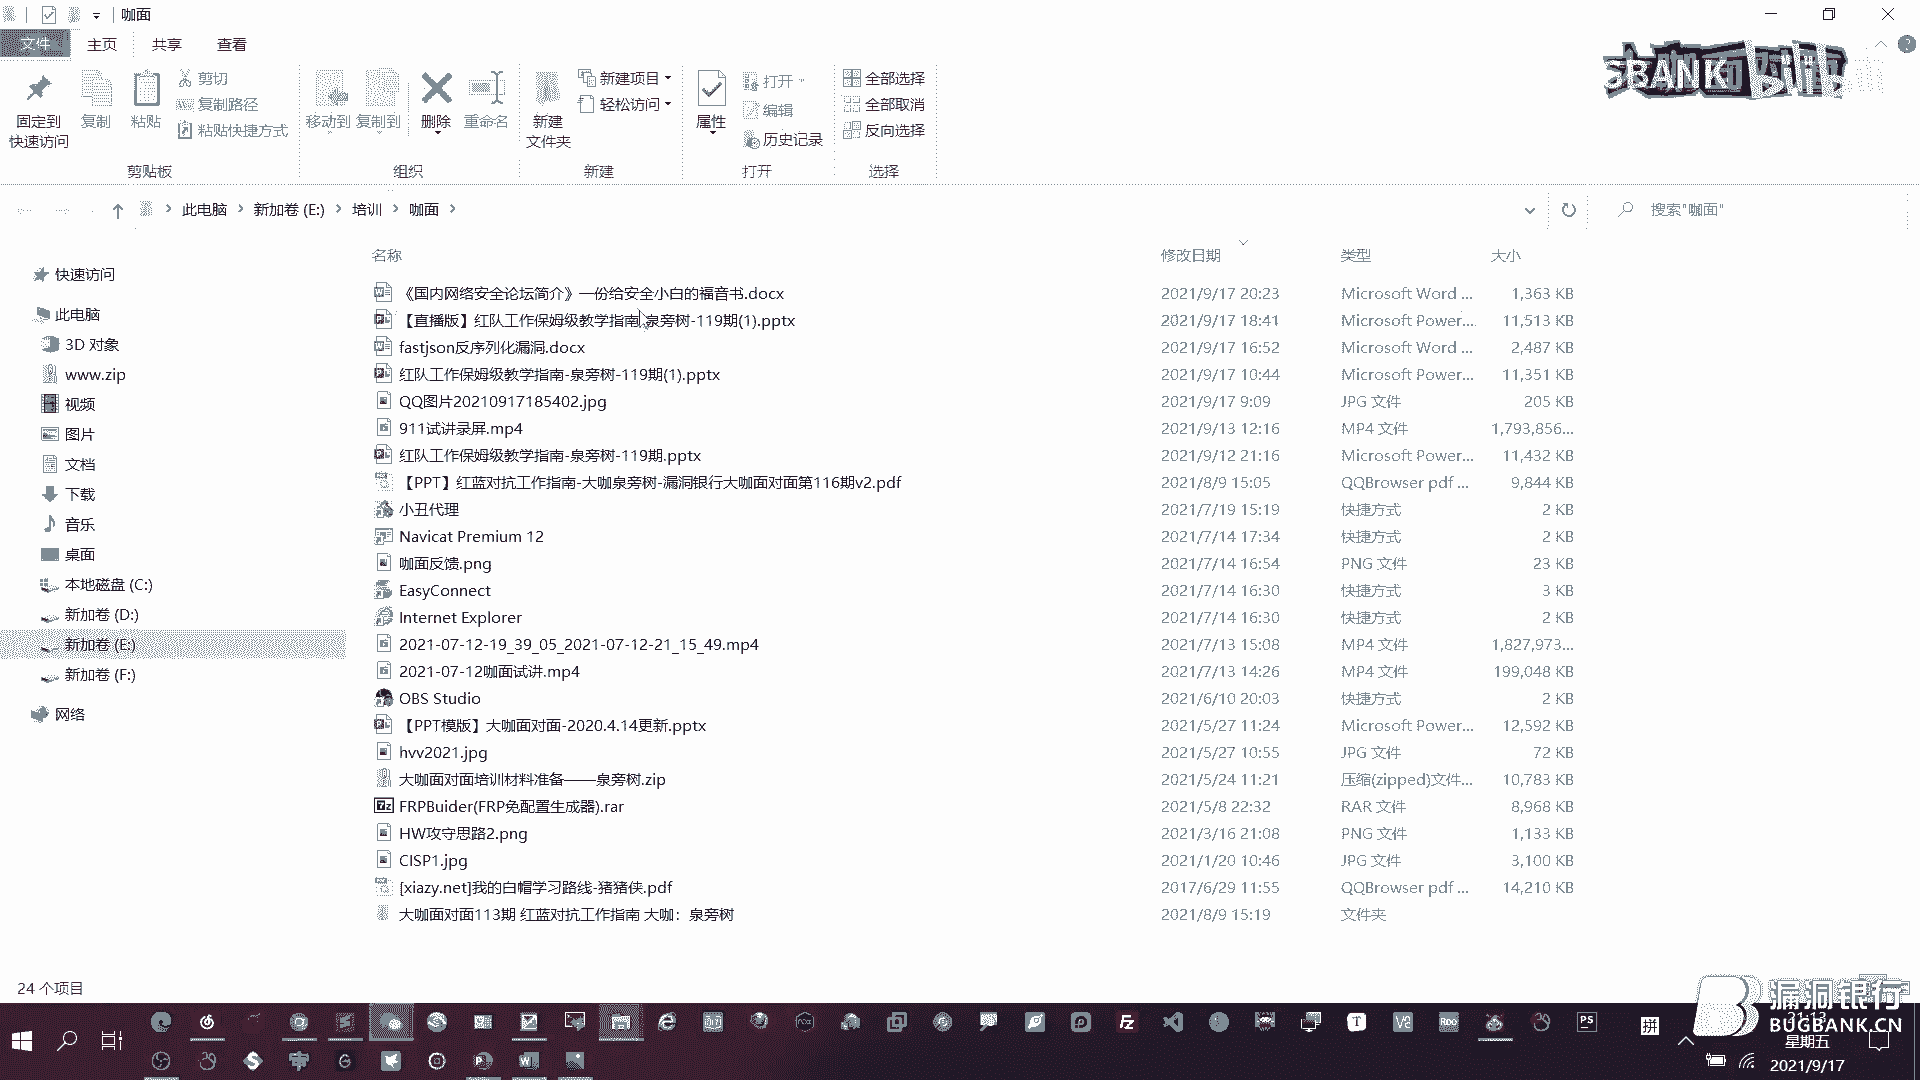 咖面
文件 主页 共享 查看
固定到 快速访问 复制 粘贴 剪切 复制路径 粘贴快捷方式 移动到 复制到 删除 重命名 新建 文件夹 新建项目 轻松访问 属性 打开 编辑 历史记录 全部选择 全部取消 反向选择
剪贴板 组织 新建 打开 选择
此电脑 新加卷 (E:) 培训 咖面 搜索"咖面"
名称 修改日期 类型 大小
快速访问
此电脑
3D 对象
www.zip
视频
图片
文档
下载
音乐
桌面
本地磁盘 (C:)
新加卷 (D:)
新加卷 (E:)
新加卷 (F:)
网络
《国内网络安全论坛简介》一份给安全小白的福音书.docx 2021/9/17 20:23 Microsoft Word ... 1,363 KB
【直播版】红队工作保姆级教学指南-泉旁树-119期(1).pptx 2021/9/17 18:41 Microsoft Power... 11,513 KB
fastjson反序列化漏洞.docx 2021/9/17 16:52 Microsoft Word ... 2,487 KB
红队工作保姆级教学指南-泉旁树-119期(1).pptx 2021/9/17 10:44 Microsoft Power... 11,351 KB
QQ图片20210917185402.jpg 2021/9/17 9:09 JPG 文件 205 KB
911试讲录屏.mp4 2021/9/13 12:16 MP4 文件 1,793,856...
红队工作保姆级教学指南-泉旁树-119期.pptx 2021/9/12 21:16 Microsoft Power... 11,432 KB
【PPT】红蓝对抗工作指南-大咖泉旁树-漏洞银行大咖面对面第116期v2.pdf 2021/8/9 15:05 QQBrowser pdf ... 9,844 KB
小丑代理 2021/7/19 15:19 快捷方式 2 KB
Navicat Premium 12 2021/7/14 17:34 快捷方式 2 KB
咖面反馈.png 2021/7/14 16:54 PNG 文件 23 KB
EasyConnect 2021/7/14 16:30 快捷方式 3 KB
Internet Explorer 2021/7/14 16:30 快捷方式 2 KB
2021-07-12-19_39_05_2021-07-12-21_15_49.mp4 2021/7/13 15:08 MP4 文件 1,827,973...
2021-07-12咖面试讲.mp4 2021/7/13 14:26 MP4 文件 199,048 KB
OBS Studio 2021/6/10 20:03 快捷方式 2 KB
【PPT模版】大咖面对面-2020.4.14更新.pptx 2021/5/27 11:24 Microsoft Power... 12,592 KB
hvv2021.jpg 2021/5/27 10:55 JPG 文件 72 KB
大咖面对面培训材料准备——泉旁树.zip 2021/5/24 11:21 压缩(zipped)文件... 10,783 KB
FRPBuider(FRP免配置生成器).rar 2021/5/8 22:32 RAR 文件 8,968 KB
HW攻守思路2.png 2021/3/16 21:08 PNG 文件 1,133 KB
CISP1.jpg 2021/1/20 10:46 JPG 文件 3,100 KB
[xiazy.net]我的白帽学习路线-猪猪侠.pdf 2017/6/29 11:55 QQBrowser pdf ... 14,210 KB
大咖面对面113期 红蓝对抗工作指南 大咖：泉旁树 2021/8/9 15:19 文件夹
24 个项目
漏洞银行
BUGBANK.CN
拼
21:13
星期五
2021/9/17